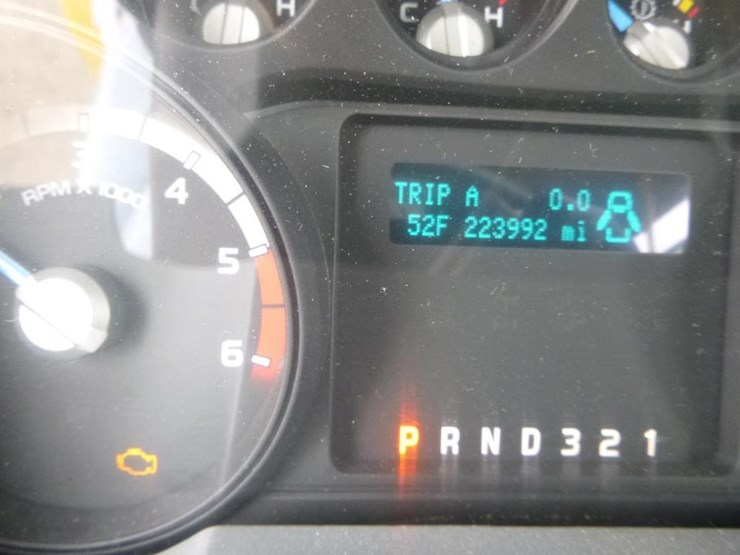 H
C H
3
RPM X 1000
4
5
6
TRIP A 0.0
52F 223992 mi
P R N D 3 2 1